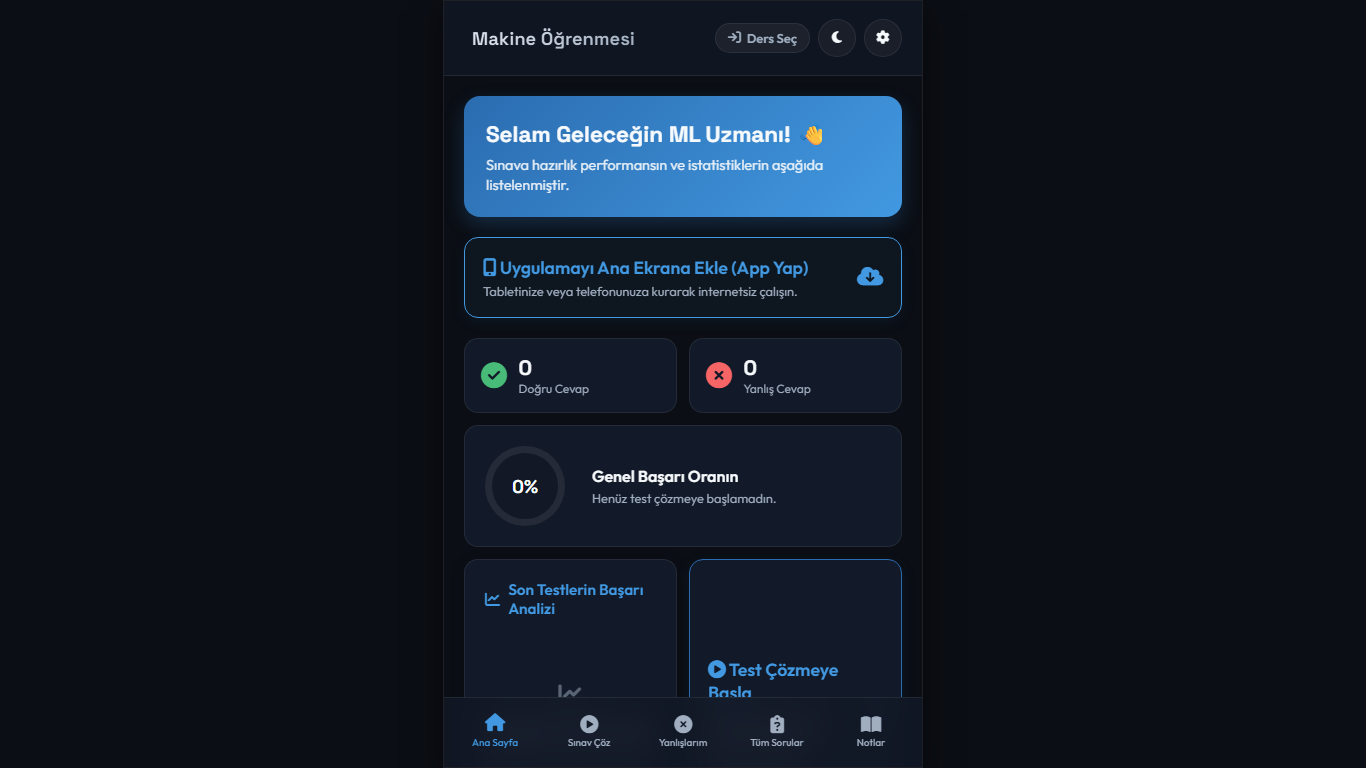 Makine Öğrenmesi
Ders Seç
Selam Geleceğin ML Uzmanı! 👋
Sınava hazırlık performansın ve istatistiklerin aşağıda
listelenmiştir.
Uygulamayı Ana Ekrana Ekle (App Yap)
Tabletinize veya telefonunuza kurarak internetsiz çalışın.
0
Doğru Cevap
0
Yanlış Cevap
0%
Genel Başarı Oranın
Henüz test çözmeye başlamadın.
Son Testlerin Başarı
Analizi
Test Çözmeye
Başla
Ana Sayfa
Sınav Çöz
Yanlışlarım
Tüm Sorular
Notlar